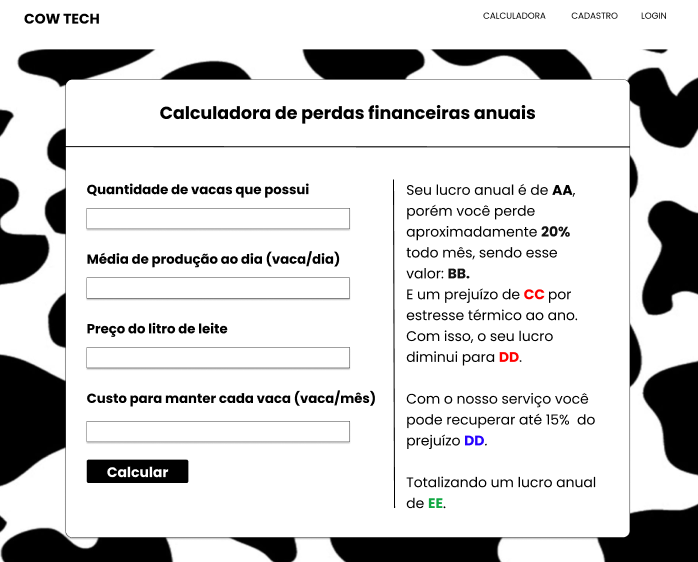 COW TECH
CALCULADORA CADASTRO LOGIN
Calculadora de perdas financeiras anuais
Quantidade de vacas que possui
Média de produção ao dia (vaca/dia)
Preço do litro de leite
Custo para manter cada vaca (vaca/mês)
Calcular
Seu lucro anual é de AA,
porém você perde
aproximadamente 20%
todo mês, sendo esse
valor: BB.
E um prejuízo de CC por
estresse térmico ao ano.
Com isso, o seu lucro
diminui para DD.
Com o nosso serviço você
pode recuperar até 15% do
prejuízo DD.
Totalizando um lucro anual
de EE.